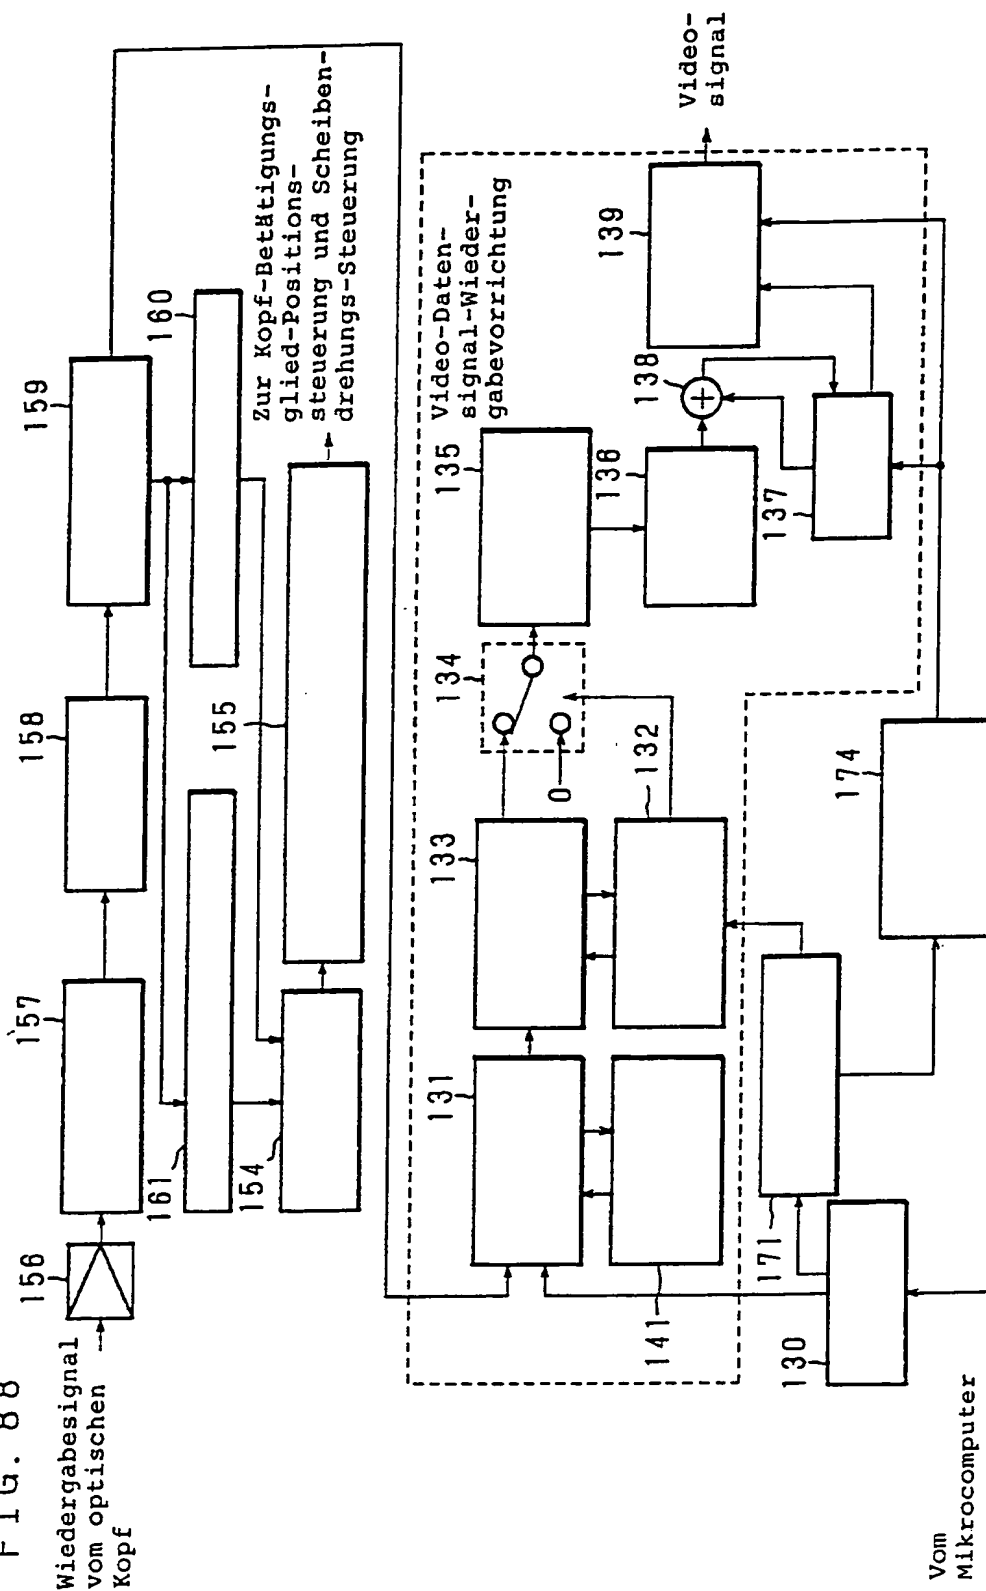 FIG. 88
Wiedergabesignal
vom optischen
Kopf
156
157
158
159
160
161
154
155
Zur Kopf-Betätigungs-
glied-Positions-
steuerung und Scheiben-
drehungs-Steuerung
Video-Daten-
signal-Wieder-
gabevorrichtung
131
133
134
135
136
137
138
139
Video-
signal
0
132
141
171
130
174
Vom
Mikrocomputer